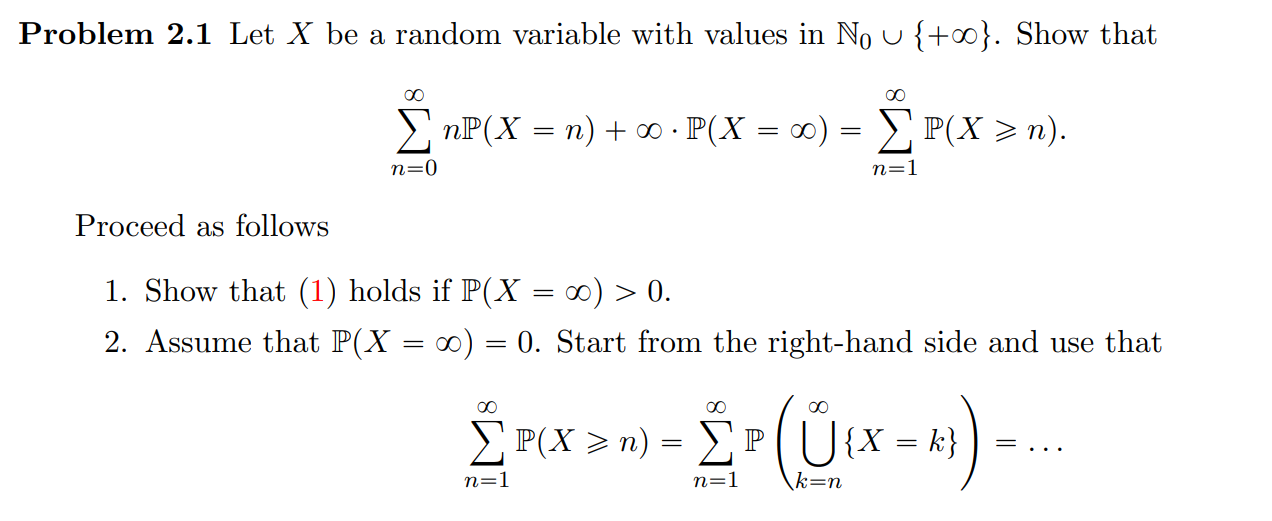 Problem 2.1 Let X be a random variable with values in ℕ₀ ∪ {+∞}. Show that
∑_{n=0}^{∞} nℙ(X = n) + ∞ · ℙ(X = ∞) = ∑_{n=1}^{∞} ℙ(X ⩾ n).
Proceed as follows
1. Show that (1) holds if ℙ(X = ∞) > 0.
2. Assume that ℙ(X = ∞) = 0. Start from the right-hand side and use that
∑_{n=1}^{∞} ℙ(X ⩾ n) = ∑_{n=1}^{∞} ℙ(⋃_{k=n}^{∞} {X = k}) = ...